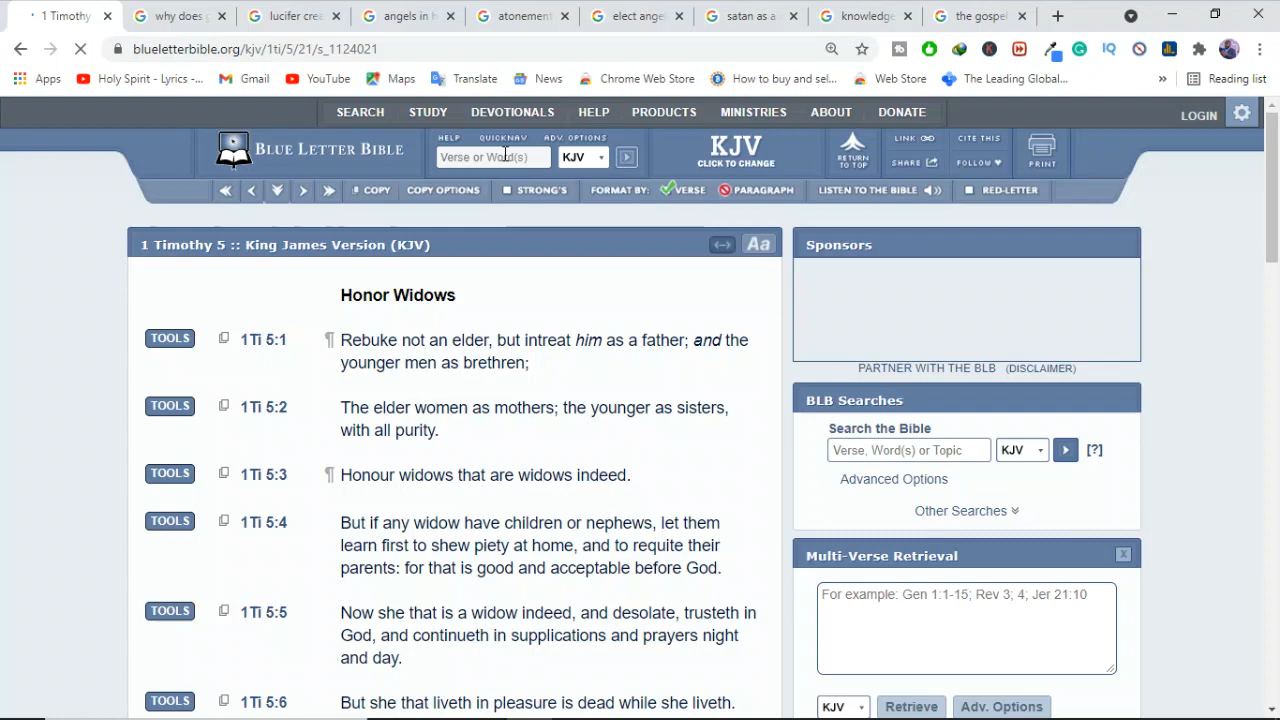 1 Timothy
why does
lucifer crea
angels in h
atonement
elect ange
satan as a
knowledge
the gospel
blueletterbible.org/kjv/1ti/5/21/s_1124021
Apps
Holy Spirit - Lyrics -...
Gmail
YouTube
Maps
Translate
News
Chrome Web Store
How to buy and sel...
Web Store
The Leading Global...
Reading list
SEARCH
STUDY
DEVOTIONALS
HELP
PRODUCTS
MINISTRIES
ABOUT
DONATE
LOGIN
BLUE LETTER BIBLE
HELP QUICKNAV ADV. OPTIONS
Verse or Word(s)
KJV
KJV
CLICK TO CHANGE
RETURN
TO TOP
LINK
CITE THIS
SHARE
FOLLOW
PRINT
COPY
COPY OPTIONS
STRONG'S
FORMAT BY:
VERSE
PARAGRAPH
LISTEN TO THE BIBLE
RED-LETTER
1 Timothy 5 :: King James Version (KJV)
Aa
Honor Widows
TOOLS
1Ti 5:1
¶ Rebuke not an elder, but intreat him as a father; and the
younger men as brethren;
TOOLS
1Ti 5:2
The elder women as mothers; the younger as sisters,
with all purity.
TOOLS
1Ti 5:3
¶ Honour widows that are widows indeed.
TOOLS
1Ti 5:4
But if any widow have children or nephews, let them
learn first to shew piety at home, and to requite their
parents: for that is good and acceptable before God.
TOOLS
1Ti 5:5
Now she that is a widow indeed, and desolate, trusteth in
God, and continueth in supplications and prayers night
and day.
TOOLS
1Ti 5:6
But she that liveth in pleasure is dead while she liveth.
Sponsors
PARTNER WITH THE BLB (DISCLAIMER)
BLB Searches
Search the Bible
Verse, Word(s) or Topic
KJV
[?]
Advanced Options
Other Searches
Multi-Verse Retrieval
X
For example: Gen 1:1-15; Rev 3; 4; Jer 21:10
KJV
Retrieve
Adv. Options